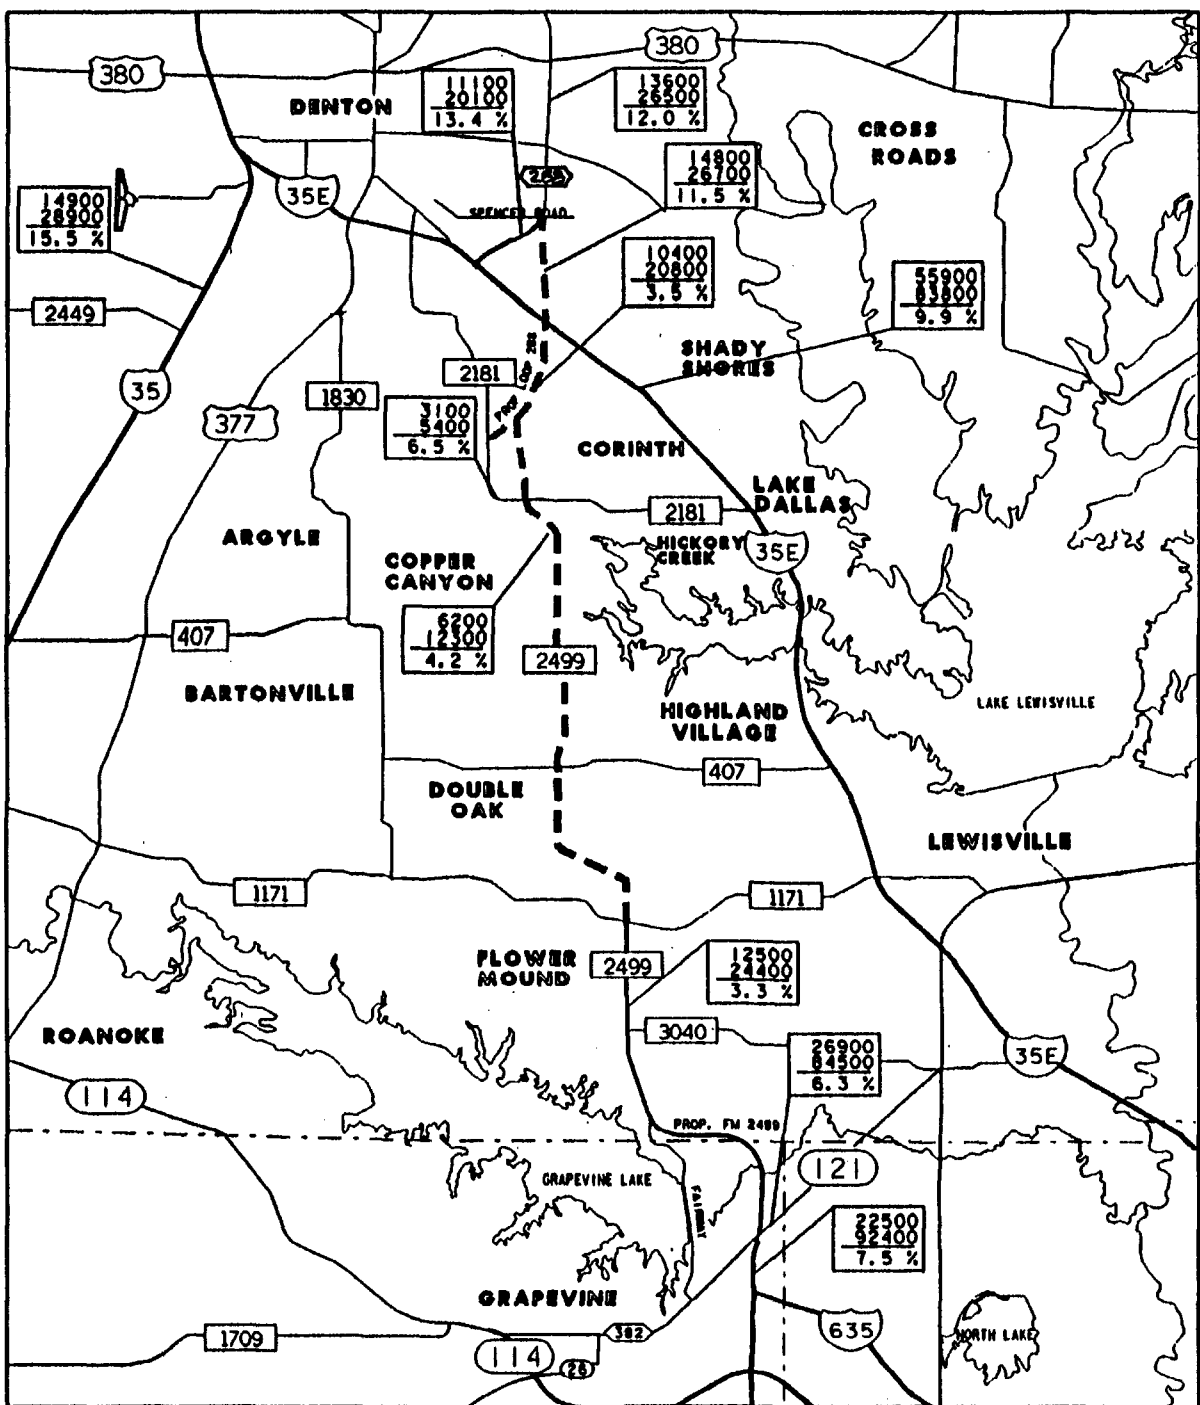 380
380
DENTON
11100
20100
13.4 %
13600
26500
12.0 %
CROSS
ROADS
14800
26700
11.5 %
288
35E
SPENCER ROAD
14900
28900
15.5 %
10400
20800
3.5 %
55900
83800
9.9 %
2449
SHADY
SHORES
PROP. LOOP 288
2181
35
1830
377
3100
5400
6.5 %
CORINTH
LAKE
DALLAS
2181
ARGYLE
HICKORY
CREEK
35E
COPPER
CANYON
6200
12300
4.2 %
407
2499
BARTONVILLE
LAKE LEWISVILLE
HIGHLAND
VILLAGE
407
DOUBLE
OAK
LEWISVILLE
1171
1171
FLOWER
MOUND
2499
12500
24400
3.3 %
ROANOKE
3040
26900
84500
6.3 %
35E
114
PROP. FM 2499
121
GRAPEVINE LAKE
22500
92400
7.5 %
GRAPEVINE
635
NORTH LAKE
1709
382
114
26